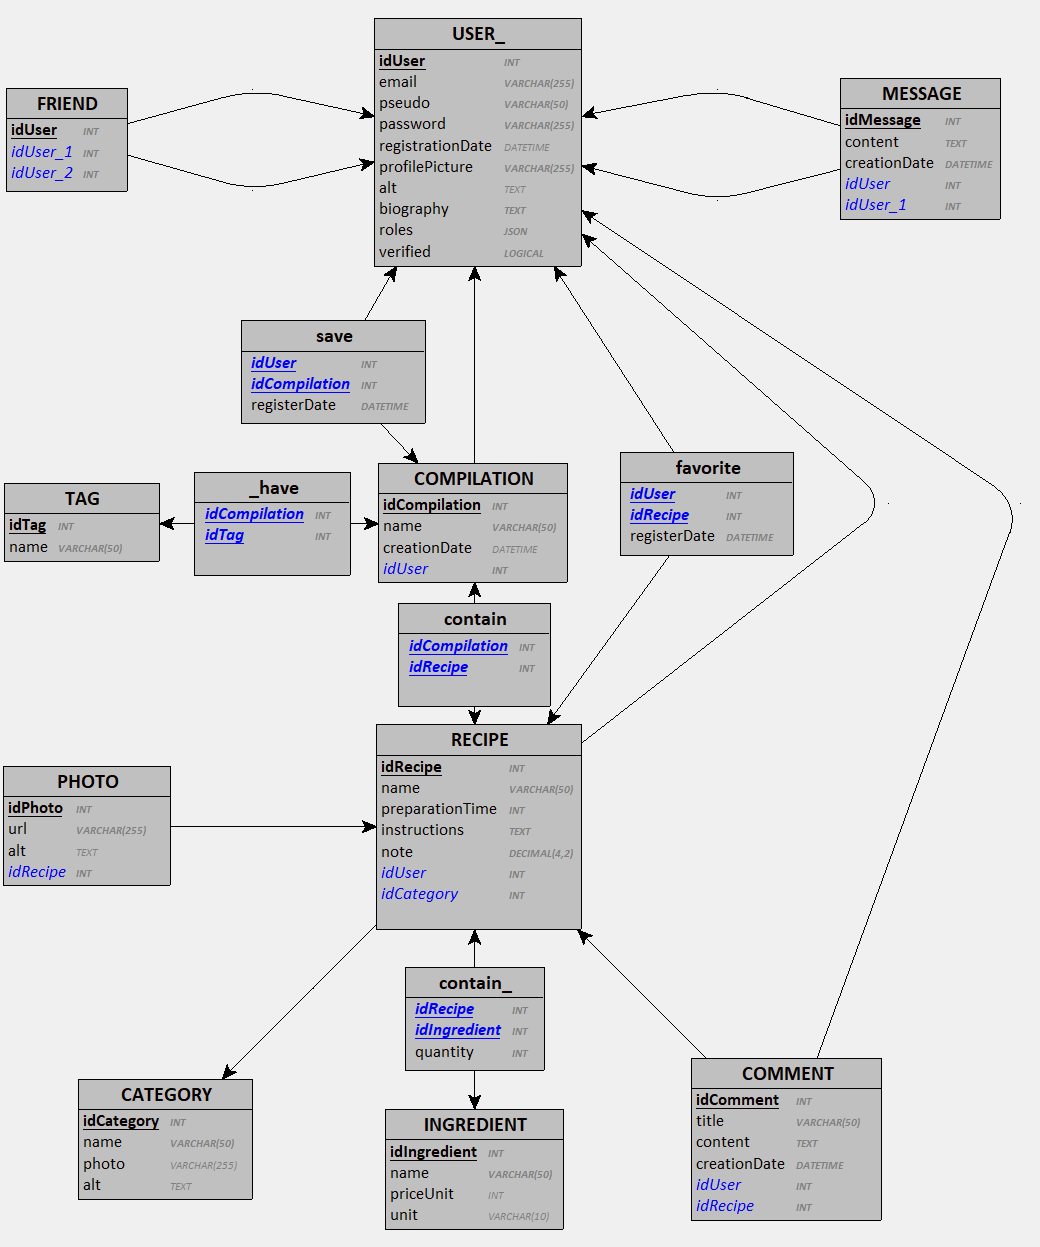 USER_
idUser INT
email VARCHAR(255)
pseudo VARCHAR(50)
password VARCHAR(255)
registrationDate DATETIME
profilePicture VARCHAR(255)
alt TEXT
biography TEXT
roles JSON
verified LOGICAL
FRIEND
idUser INT
idUser_1 INT
idUser_2 INT
MESSAGE
idMessage INT
content TEXT
creationDate DATETIME
idUser INT
idUser_1 INT
save
idUser INT
idCompilation INT
registerDate DATETIME
TAG
idTag INT
name VARCHAR(50)
_have
idCompilation INT
idTag INT
COMPILATION
idCompilation INT
name VARCHAR(50)
creationDate DATETIME
idUser INT
favorite
idUser INT
idRecipe INT
registerDate DATETIME
contain
idCompilation INT
idRecipe INT
PHOTO
idPhoto INT
url VARCHAR(255)
alt TEXT
idRecipe INT
RECIPE
idRecipe INT
name VARCHAR(50)
preparationTime INT
instructions TEXT
note DECIMAL(4,2)
idUser INT
idCategory INT
contain_
idRecipe INT
idIngredient INT
quantity INT
CATEGORY
idCategory INT
name VARCHAR(50)
photo VARCHAR(255)
alt TEXT
INGREDIENT
idIngredient INT
name VARCHAR(50)
priceUnit INT
unit VARCHAR(10)
COMMENT
idComment INT
title VARCHAR(50)
content TEXT
creationDate DATETIME
idUser INT
idRecipe INT